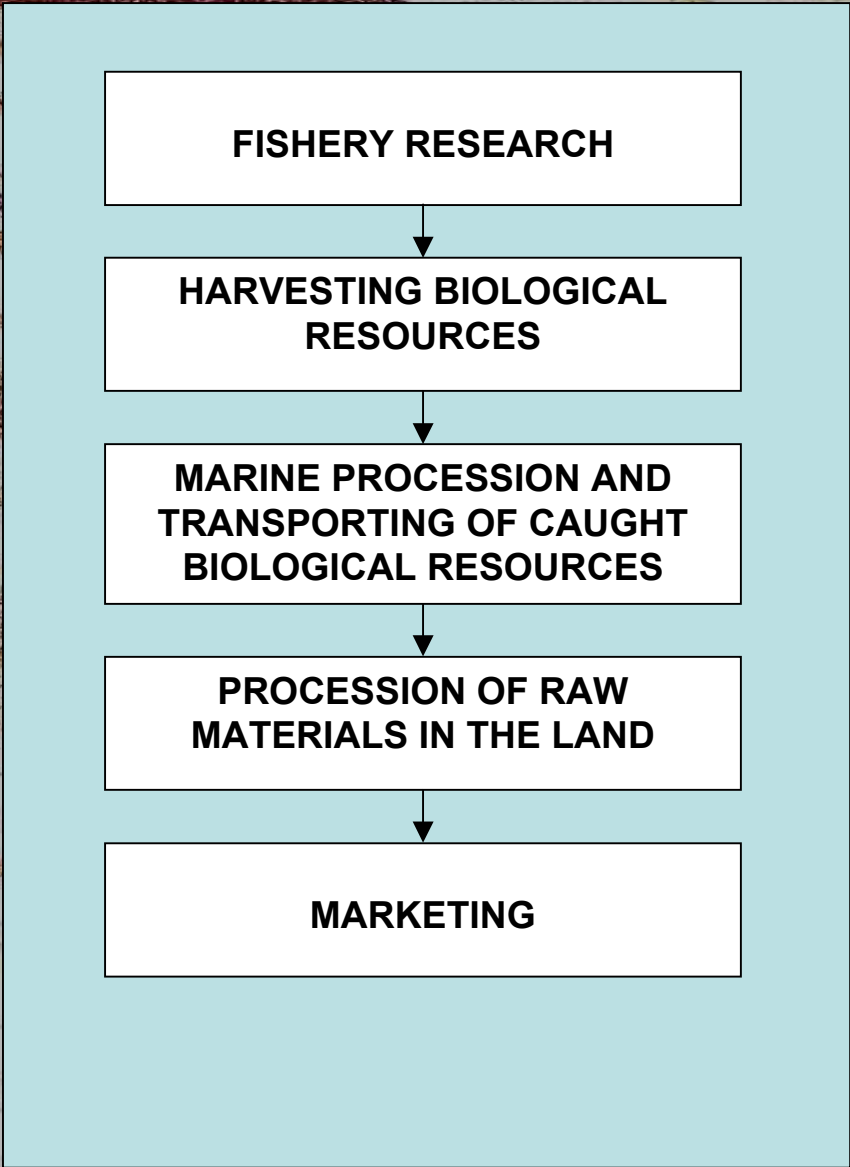 FISHERY RESEARCH
HARVESTING BIOLOGICAL
RESOURCES
MARINE PROCESSION AND
TRANSPORTING OF CAUGHT
BIOLOGICAL RESOURCES
PROCESSION OF RAW
MATERIALS IN THE LAND
MARKETING